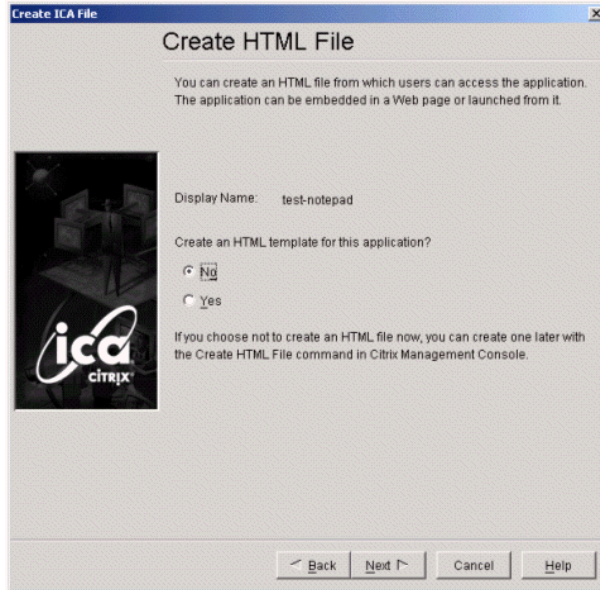 Create ICA File
Create HTML File
You can create an HTML file from which users can access the application.
The application can be embedded in a Web page or launched from it.
Display Name: test-notepad
Create an HTML template for this application?
No
Yes
If you choose not to create an HTML file now, you can create one later with
the Create HTML File command in Citrix Management Console.
ica
CITRIX
Back Next Cancel Help